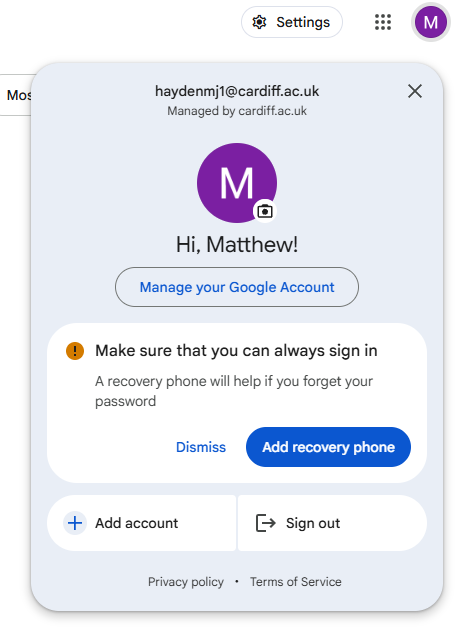 Settings
M
Mos
haydenmj1@cardiff.ac.uk
Managed by cardiff.ac.uk
M
Hi, Matthew!
Manage your Google Account
Make sure that you can always sign in
A recovery phone will help if you forget your
password
Dismiss
Add recovery phone
Add account
Sign out
Privacy policy • Terms of Service